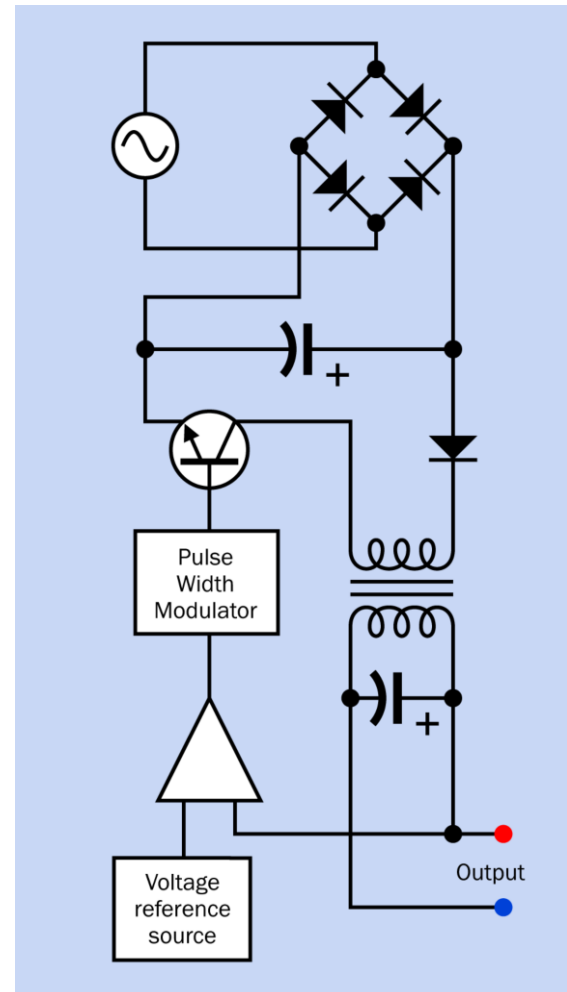 +
Pulse
Width
Modulator
+
Output
Voltage
reference
source